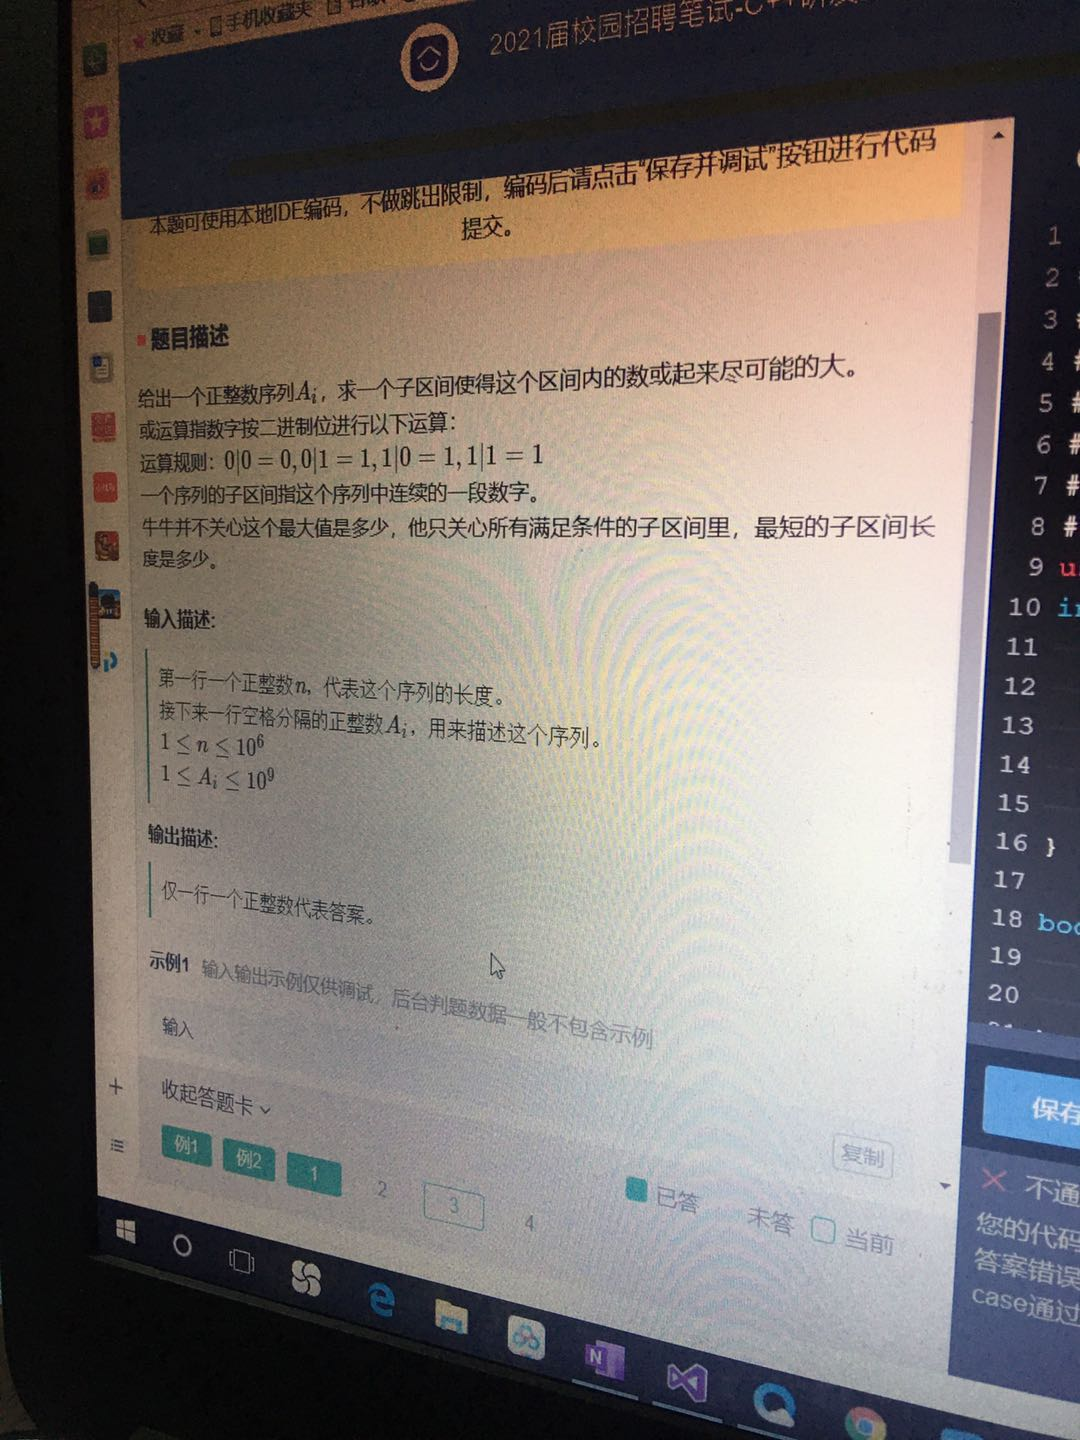 收藏
手机收藏夹
2021届校园招聘笔试-C++研发
本题可使用本地IDE编码，不做跳出限制，编码后请点击“保存并调试”按钮进行代码
提交。
题目描述
给出一个正整数序列Ai，求一个子区间使得这个区间内的数或起来尽可能的大。
或运算指数字按二进制位进行以下运算：
运算规则：0|0 = 0, 0|1 = 1, 1|0 = 1, 1|1 = 1
一个序列的子区间指这个序列中连续的一段数字。
牛牛并不关心这个最大值是多少，他只关心所有满足条件的子区间里，最短的子区间长
度是多少。
输入描述:
第一行一个正整数n，代表这个序列的长度。
接下来一行空格分隔的正整数Ai，用来描述这个序列。
1 ≤ n ≤ 10^6
1 ≤ Ai ≤ 10^9
输出描述:
仅一行一个正整数代表答案。
示例1 输入输出示例仅供调试，后台判题数据一般不包含示例
输入
复制
收起答题卡
例1 例2 1 2 3 4
已答 未答 当前
1
2
3 #
4 #
5 #
6 #
7 #
8 #
9 u
10 i
11
12
13
14
15
16 }
17
18 boo
19
20
保存
不通
您的代码
答案错误
case通过